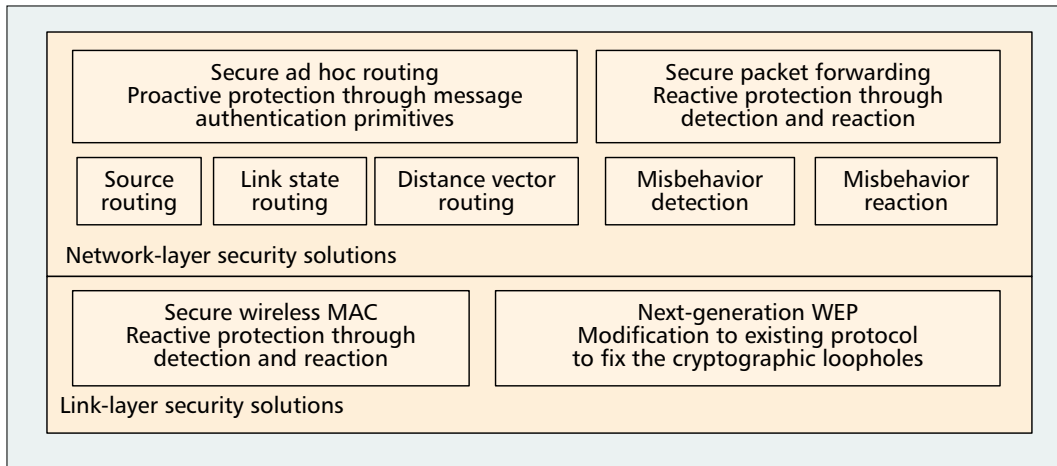 Secure ad hoc routing
Proactive protection through message
authentication primitives
Secure packet forwarding
Reactive protection through
detection and reaction
Source
routing
Link state
routing
Distance vector
routing
Misbehavior
detection
Misbehavior
reaction
Network-layer security solutions
Secure wireless MAC
Reactive protection through
detection and reaction
Next-generation WEP
Modification to existing protocol
to fix the cryptographic loopholes
Link-layer security solutions